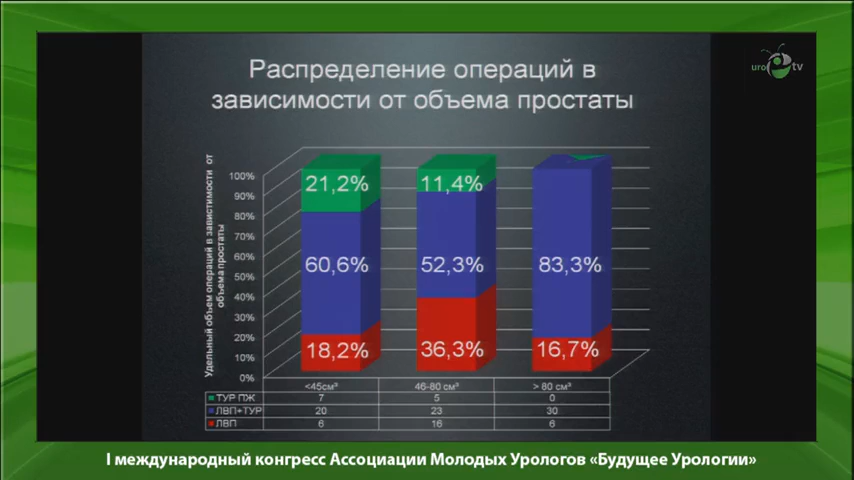 Распределение операций в
зависимости от объема простаты
uro tv
Удельный объем операций в зависимости от
объема простаты
100%
90%
80%
70%
60%
50%
40%
30%
20%
10%
0%
21,2% 11,4%
60,6% 52,3% 83,3%
18,2% 36,3% 16,7%
<45см³ 46-80 см³ > 80 см³
ТУР ПЖ 7 5 0
ЛВП+ТУР 20 23 30
ЛВП 6 16 6
I международный конгресс Ассоциации Молодых Урологов «Будущее Урологии»